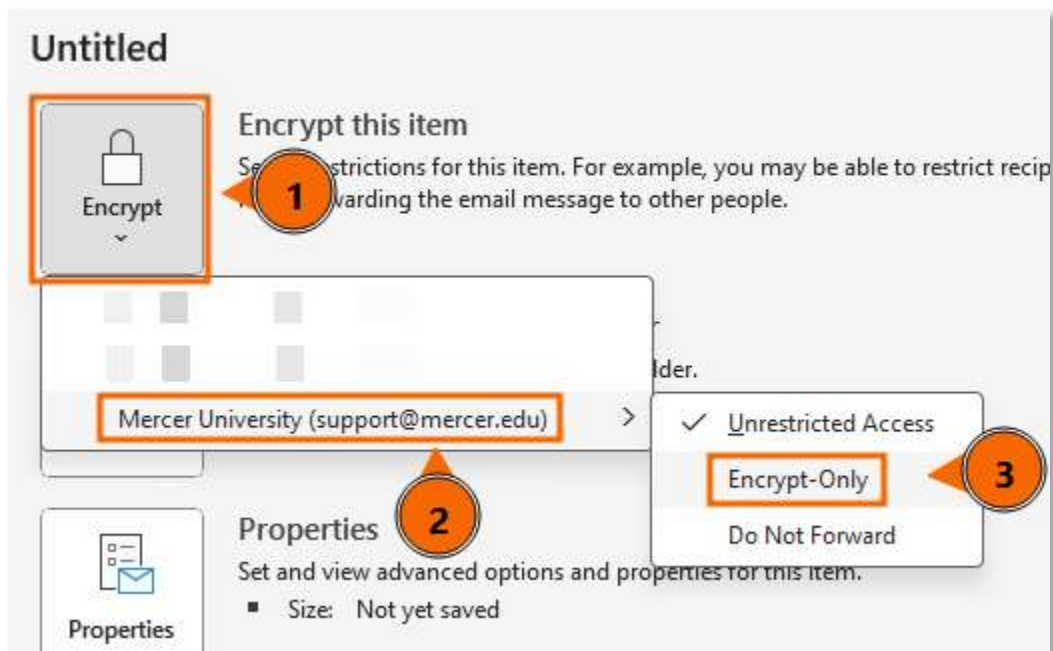 Untitled
Encrypt
Encrypt this item
strictions for this item. For example, you may be able to restrict recip
warding the email message to other people.
1
lder.
Mercer University (support@mercer.edu)
2
Unrestricted Access
Encrypt-Only
3
Do Not Forward
Properties
Properties
Set and view advanced options and properties for this item.
Size: Not yet saved